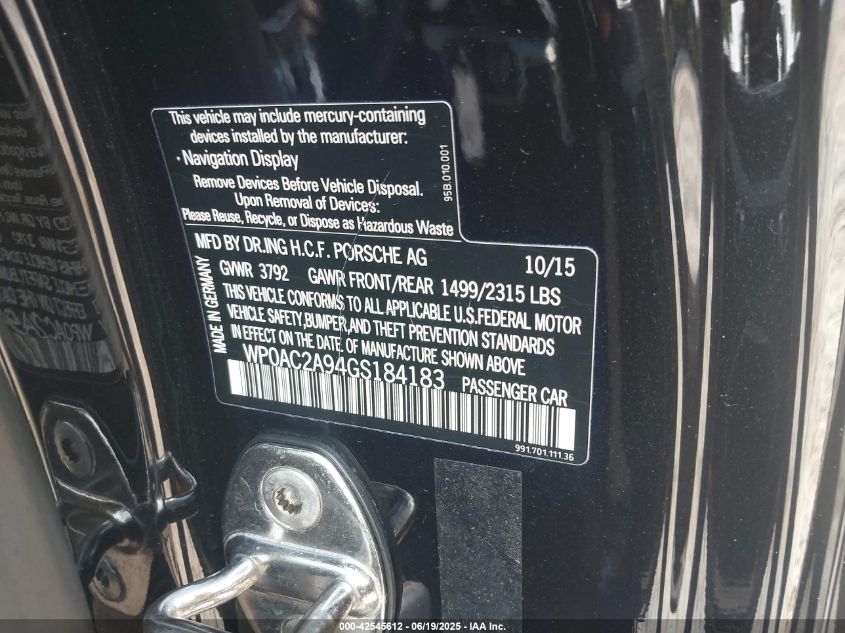 This vehicle may include mercury-containing
devices installed by the manufacturer:
· Navigation Display
Remove Devices Before Vehicle Disposal.
Upon Removal of Devices:
Please Reuse, Recycle, or Dispose as Hazardous Waste
95B.010.001
MFD BY DR.ING H.C.F. PORSCHE AG 10/15
GVWR 3792 GAWR FRONT/REAR 1499/2315 LBS
THIS VEHICLE CONFORMS TO ALL APPLICABLE U.S.FEDERAL MOTOR
VEHICLE SAFETY,BUMPER,AND THEFT PREVENTION STANDARDS
IN EFFECT ON THE DATE OF MANUFACTURE SHOWN ABOVE
MADE IN GERMANY
WP0AC2A94GS184183 PASSENGER CAR
991.701.111.36
000-42545612 - 06/19/2025 - IAA Inc.